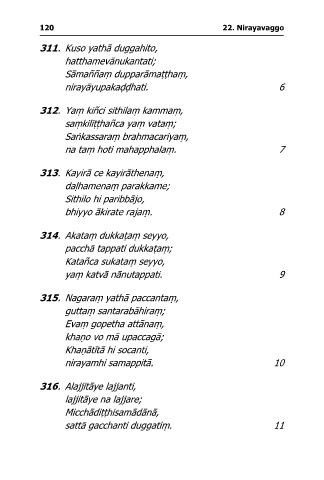 120 22. Nirayavaggo
311. Kuso yathā duggahito,
hatthamevānukantati;
Sāmaññaṃ dupparāmaṭṭhaṃ,
nirayāyupakaḍḍhati. 6
312. Yaṃ kiñci sithilaṃ kammaṃ,
saṃkiliṭṭhañca yaṃ vataṃ;
Saṅkassaraṃ brahmacariyaṃ,
na taṃ hoti mahapphalaṃ. 7
313. Kayirā ce kayirāthenaṃ,
daḷhamenaṃ parakkame;
Sithilo hi paribbājo,
bhiyyo ākirate rajaṃ. 8
314. Akataṃ dukkaṭaṃ seyyo,
pacchā tappati dukkaṭaṃ;
Katañca sukataṃ seyyo,
yaṃ katvā nānutappati. 9
315. Nagaraṃ yathā paccantaṃ,
guttaṃ santarabāhiraṃ;
Evaṃ gopetha attānaṃ,
khaṇo vo mā upaccagā;
Khaṇātītā hi socanti,
nirayamhi samappitā. 10
316. Alajjitāye lajjanti,
lajjitāye na lajjare;
Micchādiṭṭhisamādānā,
sattā gacchanti duggatiṃ. 11